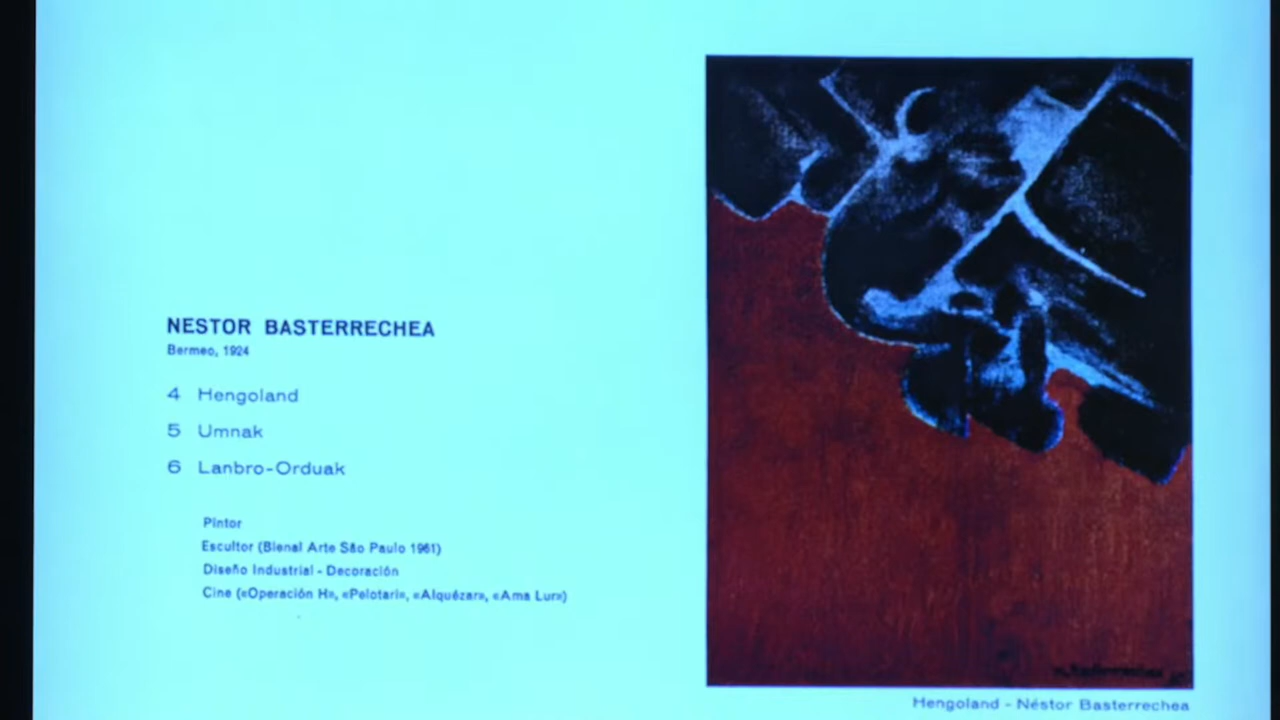 NESTOR BASTERRECHEA
Bermeo, 1924
4 Hengoland
5 Umnak
6 Lanbro-Orduak
Pintor
Escultor (Bienal Arte São Paulo 1961)
Diseño Industrial - Decoración
Cine («Operación H», «Pelotari», «Alquézar», «Ama Lur»)
Hengoland - Néstor Basterrechea